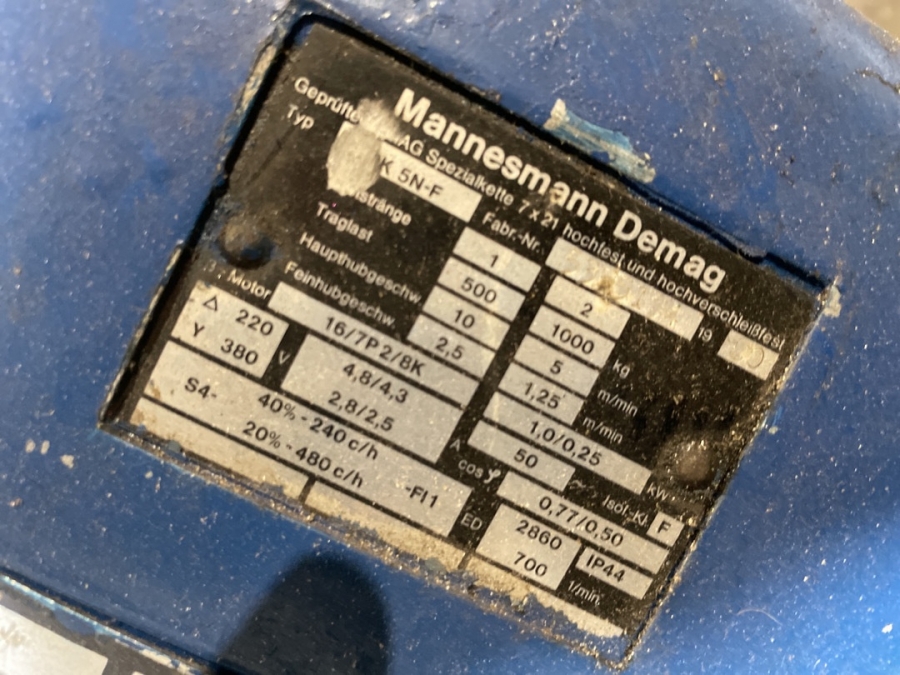 Mannesmann Demag
Geprüfte DEMAG Spezialkette 7 x 21 hochfest und hochverschleißfest
Typ K 5N-F Fabr.-Nr. 19
1 2
Traglast 500 1000 kg
Haupthubgeschw. 10 5 m/min
Feinhubgeschw. 2,5 1,25 m/min
Motor 16/7P2/8K 1,0/0,25 kW
△ 220 V 4,8/4,3 A 50 ~ Isol.-Kl. F
Y 380 2,8/2,5 cos φ 0,77/0,50
S4- 40% - 240 c/h 2860 IP44
20% - 480 c/h -FI1 ED 700 1/min.